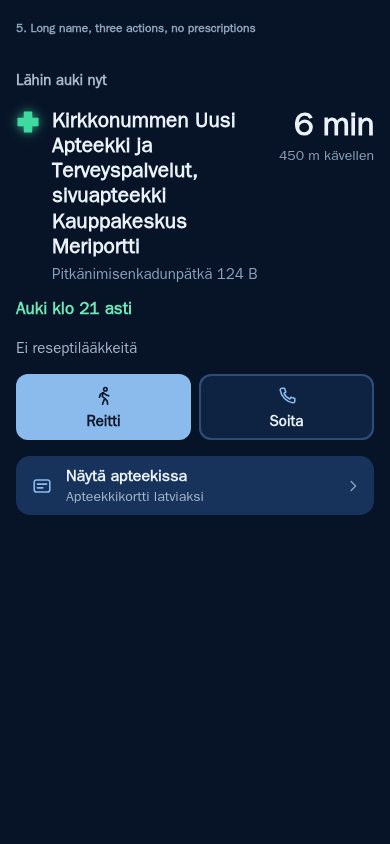 5. Long name, three actions, no prescriptions
Lähin auki nyt
Kirkkonummen Uusi
Apteekki ja
Terveyspalvelut,
sivuapteekki
Kauppakeskus
Meriportti
6 min
450 m kävellen
Pitkänimisenkadunpätkä 124 B
Auki klo 21 asti
Ei reseptilääkkeitä
Reitti
Soita
Näytä apteekissa
Apteekkikortti latviaksi